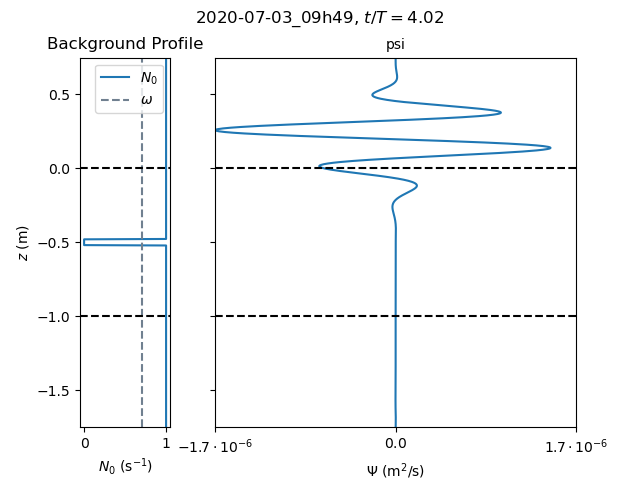 2020-07-03_09h49, t/T = 4.02
Background Profile
psi
N₀
ω
0.5
0.0
−0.5
−1.0
−1.5
z (m)
0 1
N₀ (s⁻¹)
−1.7 · 10⁻⁶ 0.0 1.7 · 10⁻⁶
Ψ (m²/s)